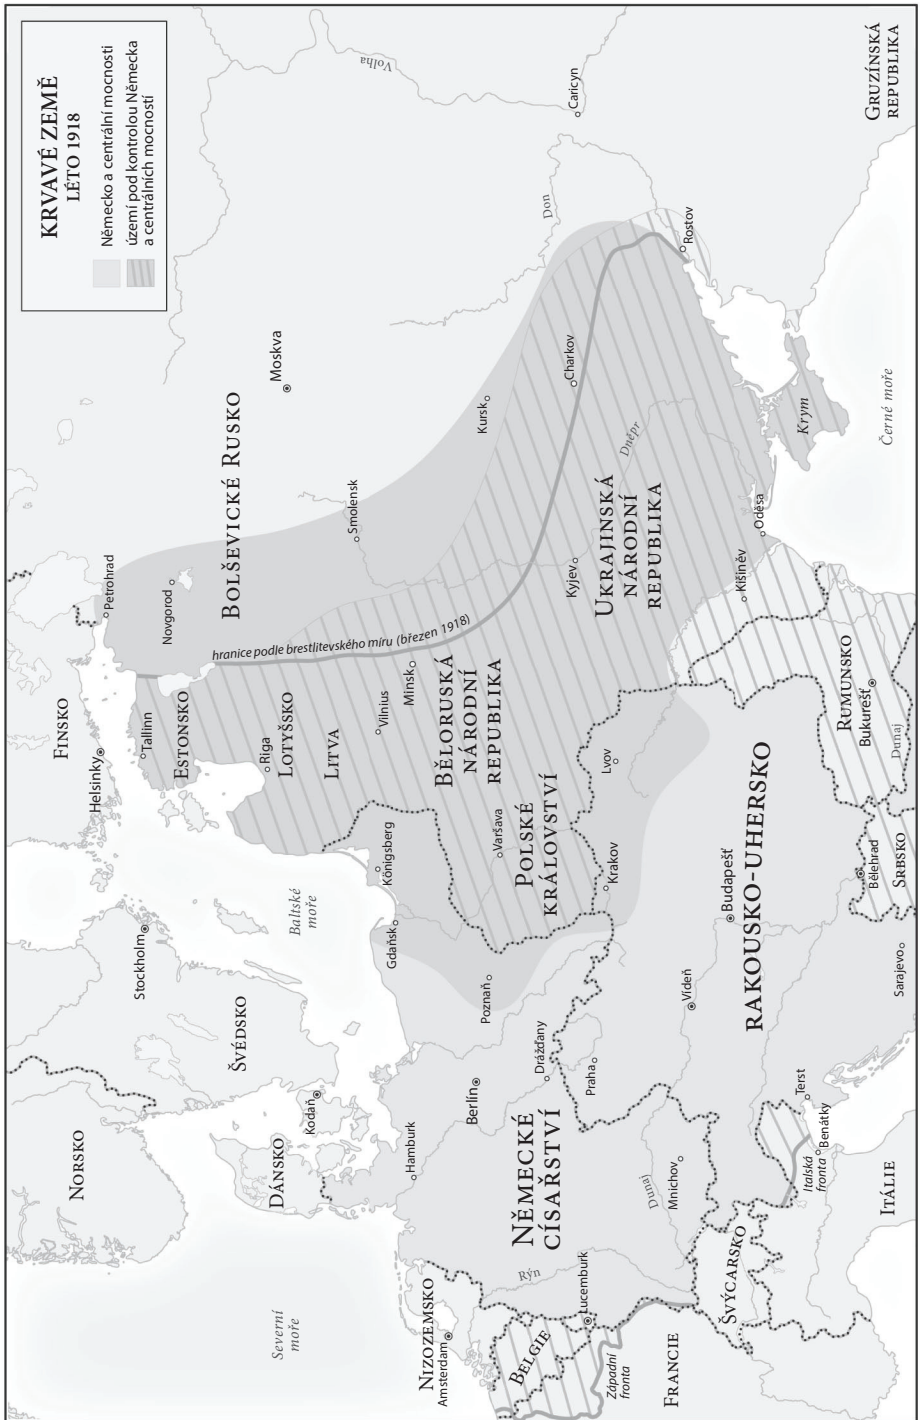 KRVAVÉ ZEMĚ
LÉTO 1918
Německo a centrální mocnosti
území pod kontrolou Německa
a centrálních mocností
NORSKO
ŠVÉDSKO
Stockholm
FINSKO
Helsinky
Petrohrad
Novgorod
Volha
Severní
moře
DÁNSKO
Kodaň
Baltské
moře
Tallinn
ESTONSKO
Riga
LOTYŠSKO
LITVA
Vilnius
Minsk
hranice podle brestlitevského míru (březen 1918)
BOLŠEVICKÉ RUSKO
Moskva
Smolensk
NIZOZEMSKO
Amsterdam
Hamburk
Berlín
Gdaňsk
Königsberg
Poznaň
Varšava
BĚLORUSKÁ
NÁRODNÍ
REPUBLIKA
Kursk
Don
Caricyn
BELGIE
Lucemburk
Rýn
NĚMECKÉ
CÍSAŘSTVÍ
Drážďany
Praha
POLSKÉ
KRÁLOVSTVÍ
Krakov
Lvov
Kyjev
UKRAJINSKÁ
NÁRODNÍ
REPUBLIKA
Charkov
Dněpr
Rostov
Západní
fronta
FRANCIE
ŠVÝCARSKO
Mnichov
Dunaj
Vídeň
Budapešť
RAKOUSKO-UHERSKO
Kišiněv
Oděsa
Krym
Italská
fronta
Benátky
Terst
ITÁLIE
Sarajevo
Bělehrad
SRBSKO
RUMUNSKO
Bukurešť
Dunaj
Černé moře
GRUZÍNSKÁ
REPUBLIKA